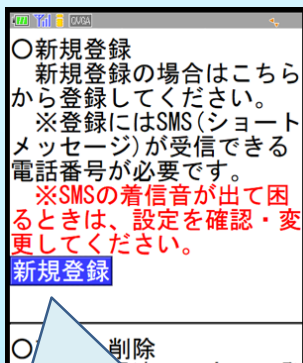 QVGA
○新規登録
新規登録の場合はこちら
から登録してください。
※登録にはSMS(ショート
メッセージ)が受信できる
電話番号が必要です。
※SMSの着信音が出て困
るときは、設定を確認・変
更してください。
新規登録
○ 削除